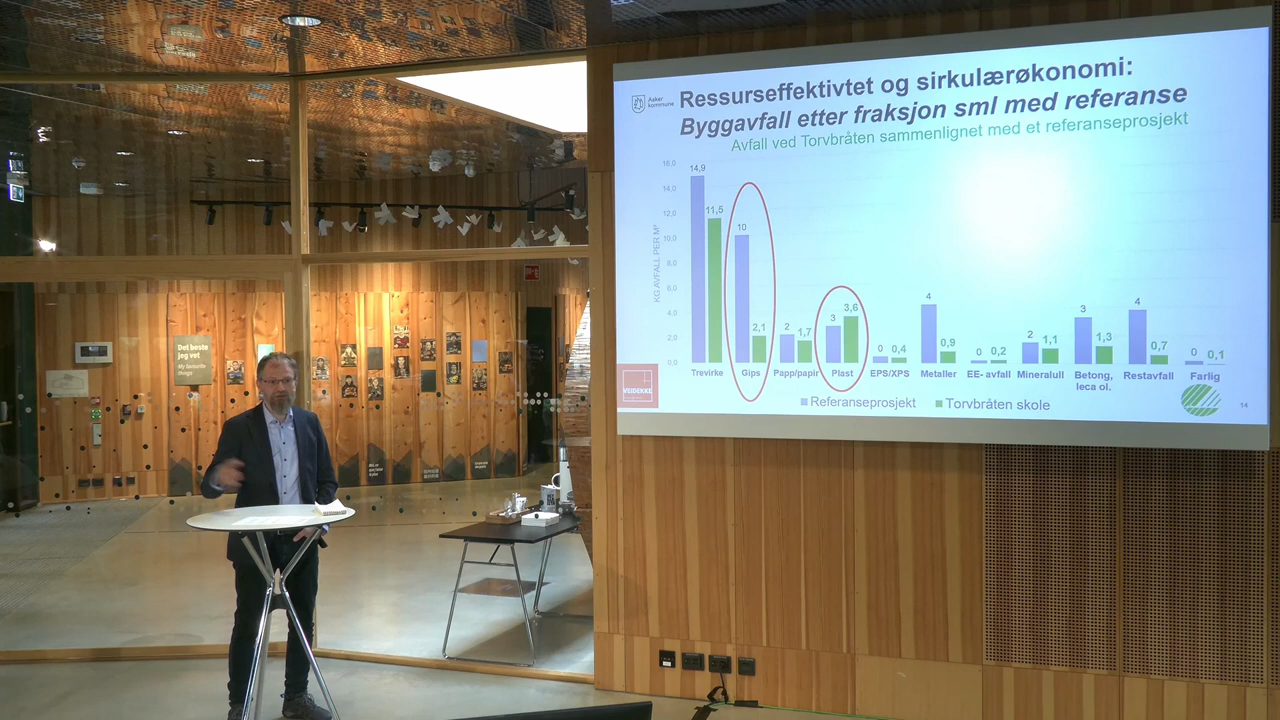 Asker
kommune
Ressurseffektivtet og sirkulærøkonomi:
Byggavfall etter fraksjon sml med referanse
Avfall ved Torvbråten sammenlignet med et referanseprosjekt
KG AVFALL PER M²
16,0
14,0
12,0
10,0
8,0
6,0
4,0
2,0
0,0
14,9 11,5 10 2,1 2 1,7 3 3,6 0 0,4 4 0,9 0 0,2 2 1,1 3 1,3 4 0,7 0 0,1
Trevirke Gips Papp/papir Plast EPS/XPS Metaller EE- avfall Mineralull Betong, leca ol. Restavfall Farlig
Referanseprosjekt Torvbråten skole
VEIDEKKE
14
Det beste
jeg vet
My favourite
things